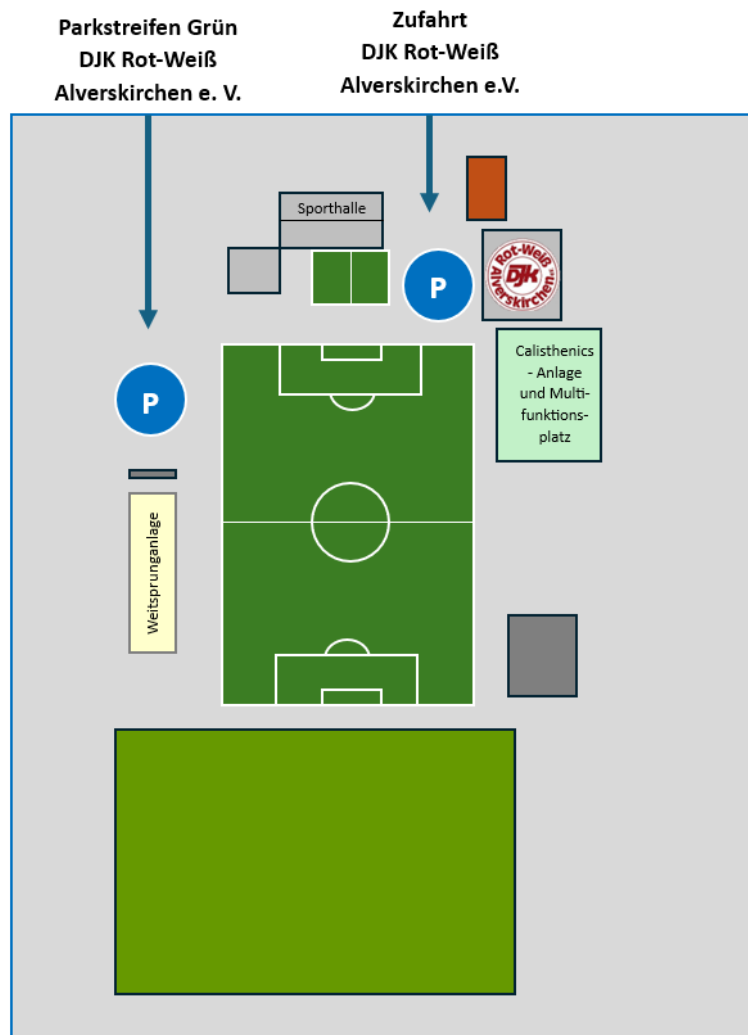 Parkstreifen Grün
DJK Rot-Weiß
Alverskirchen e. V.
Zufahrt
DJK Rot-Weiß
Alverskirchen e.V.
Sporthalle
P
Rot-Weiß
DJK
Alverskirchen
Calisthenics
- Anlage
und Multi-
funktions-
platz
P
Weitsprunganlage